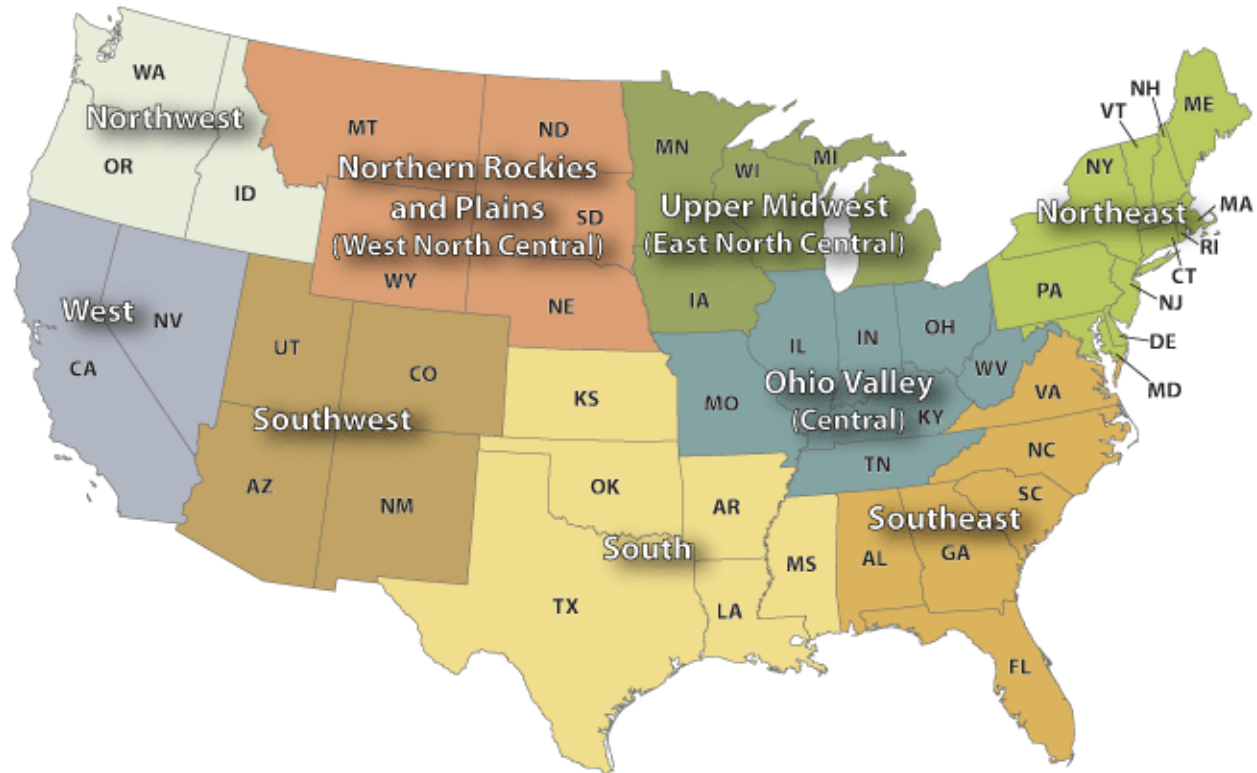 WA
Northwest
OR
ID
MT
ND
Northern Rockies
and Plains
(West North Central)
SD
WY
NE
MN
WI
MI
Upper Midwest
(East North Central)
IA
NH
VT
ME
NY
Northeast
MA
RI
CT
PA
NJ
DE
MD
West
NV
CA
UT
CO
Southwest
AZ
NM
KS
OK
AR
South
TX
LA
MS
IL
IN
OH
WV
Ohio Valley
(Central)
MO
KY
TN
VA
NC
SC
Southeast
AL
GA
FL